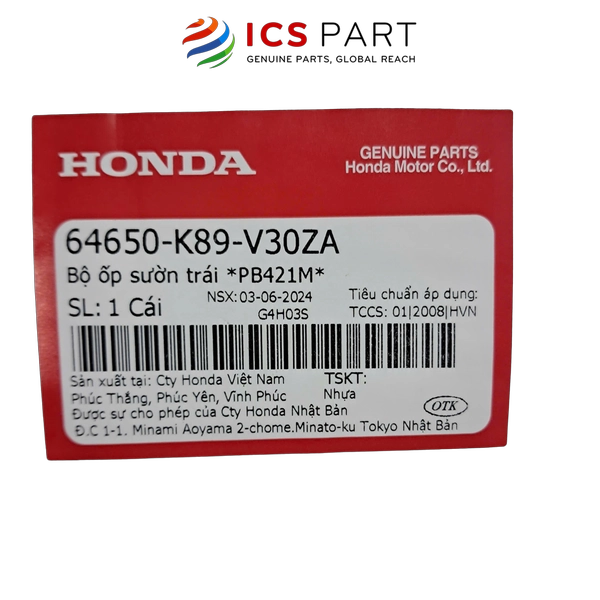 ICS PART
GENUINE PARTS, GLOBAL REACH
HONDA
GENUINE PARTS
Honda Motor Co., Ltd.
64650-K89-V30ZA
Bộ ốp sườn trái *PB421M*
SL: 1 Cái
NSX: 03-06-2024
G4H03S
Tiêu chuẩn áp dụng:
TCCS: 01|2008|HVN
Sản xuất tại: Cty Honda Việt Nam
TSKT:
Phúc Thắng, Phúc Yên, Vĩnh Phúc
Nhựa
Được sự cho phép của Cty Honda Nhật Bản
OTK
Đ.C 1-1. Minami Aoyama 2-chome.Minato-ku Tokyo Nhật Bản